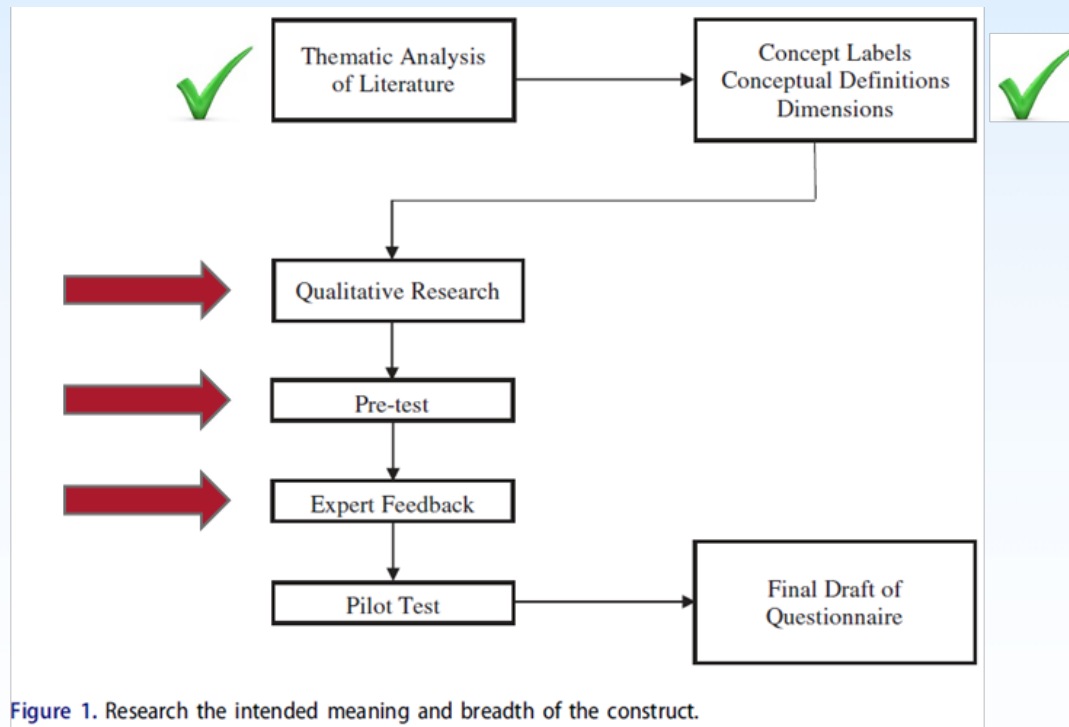 Thematic Analysis
of Literature
Concept Labels
Conceptual Definitions
Dimensions
Qualitative Research
Pre-test
Expert Feedback
Pilot Test
Final Draft of
Questionnaire
Figure 1. Research the intended meaning and breadth of the construct.